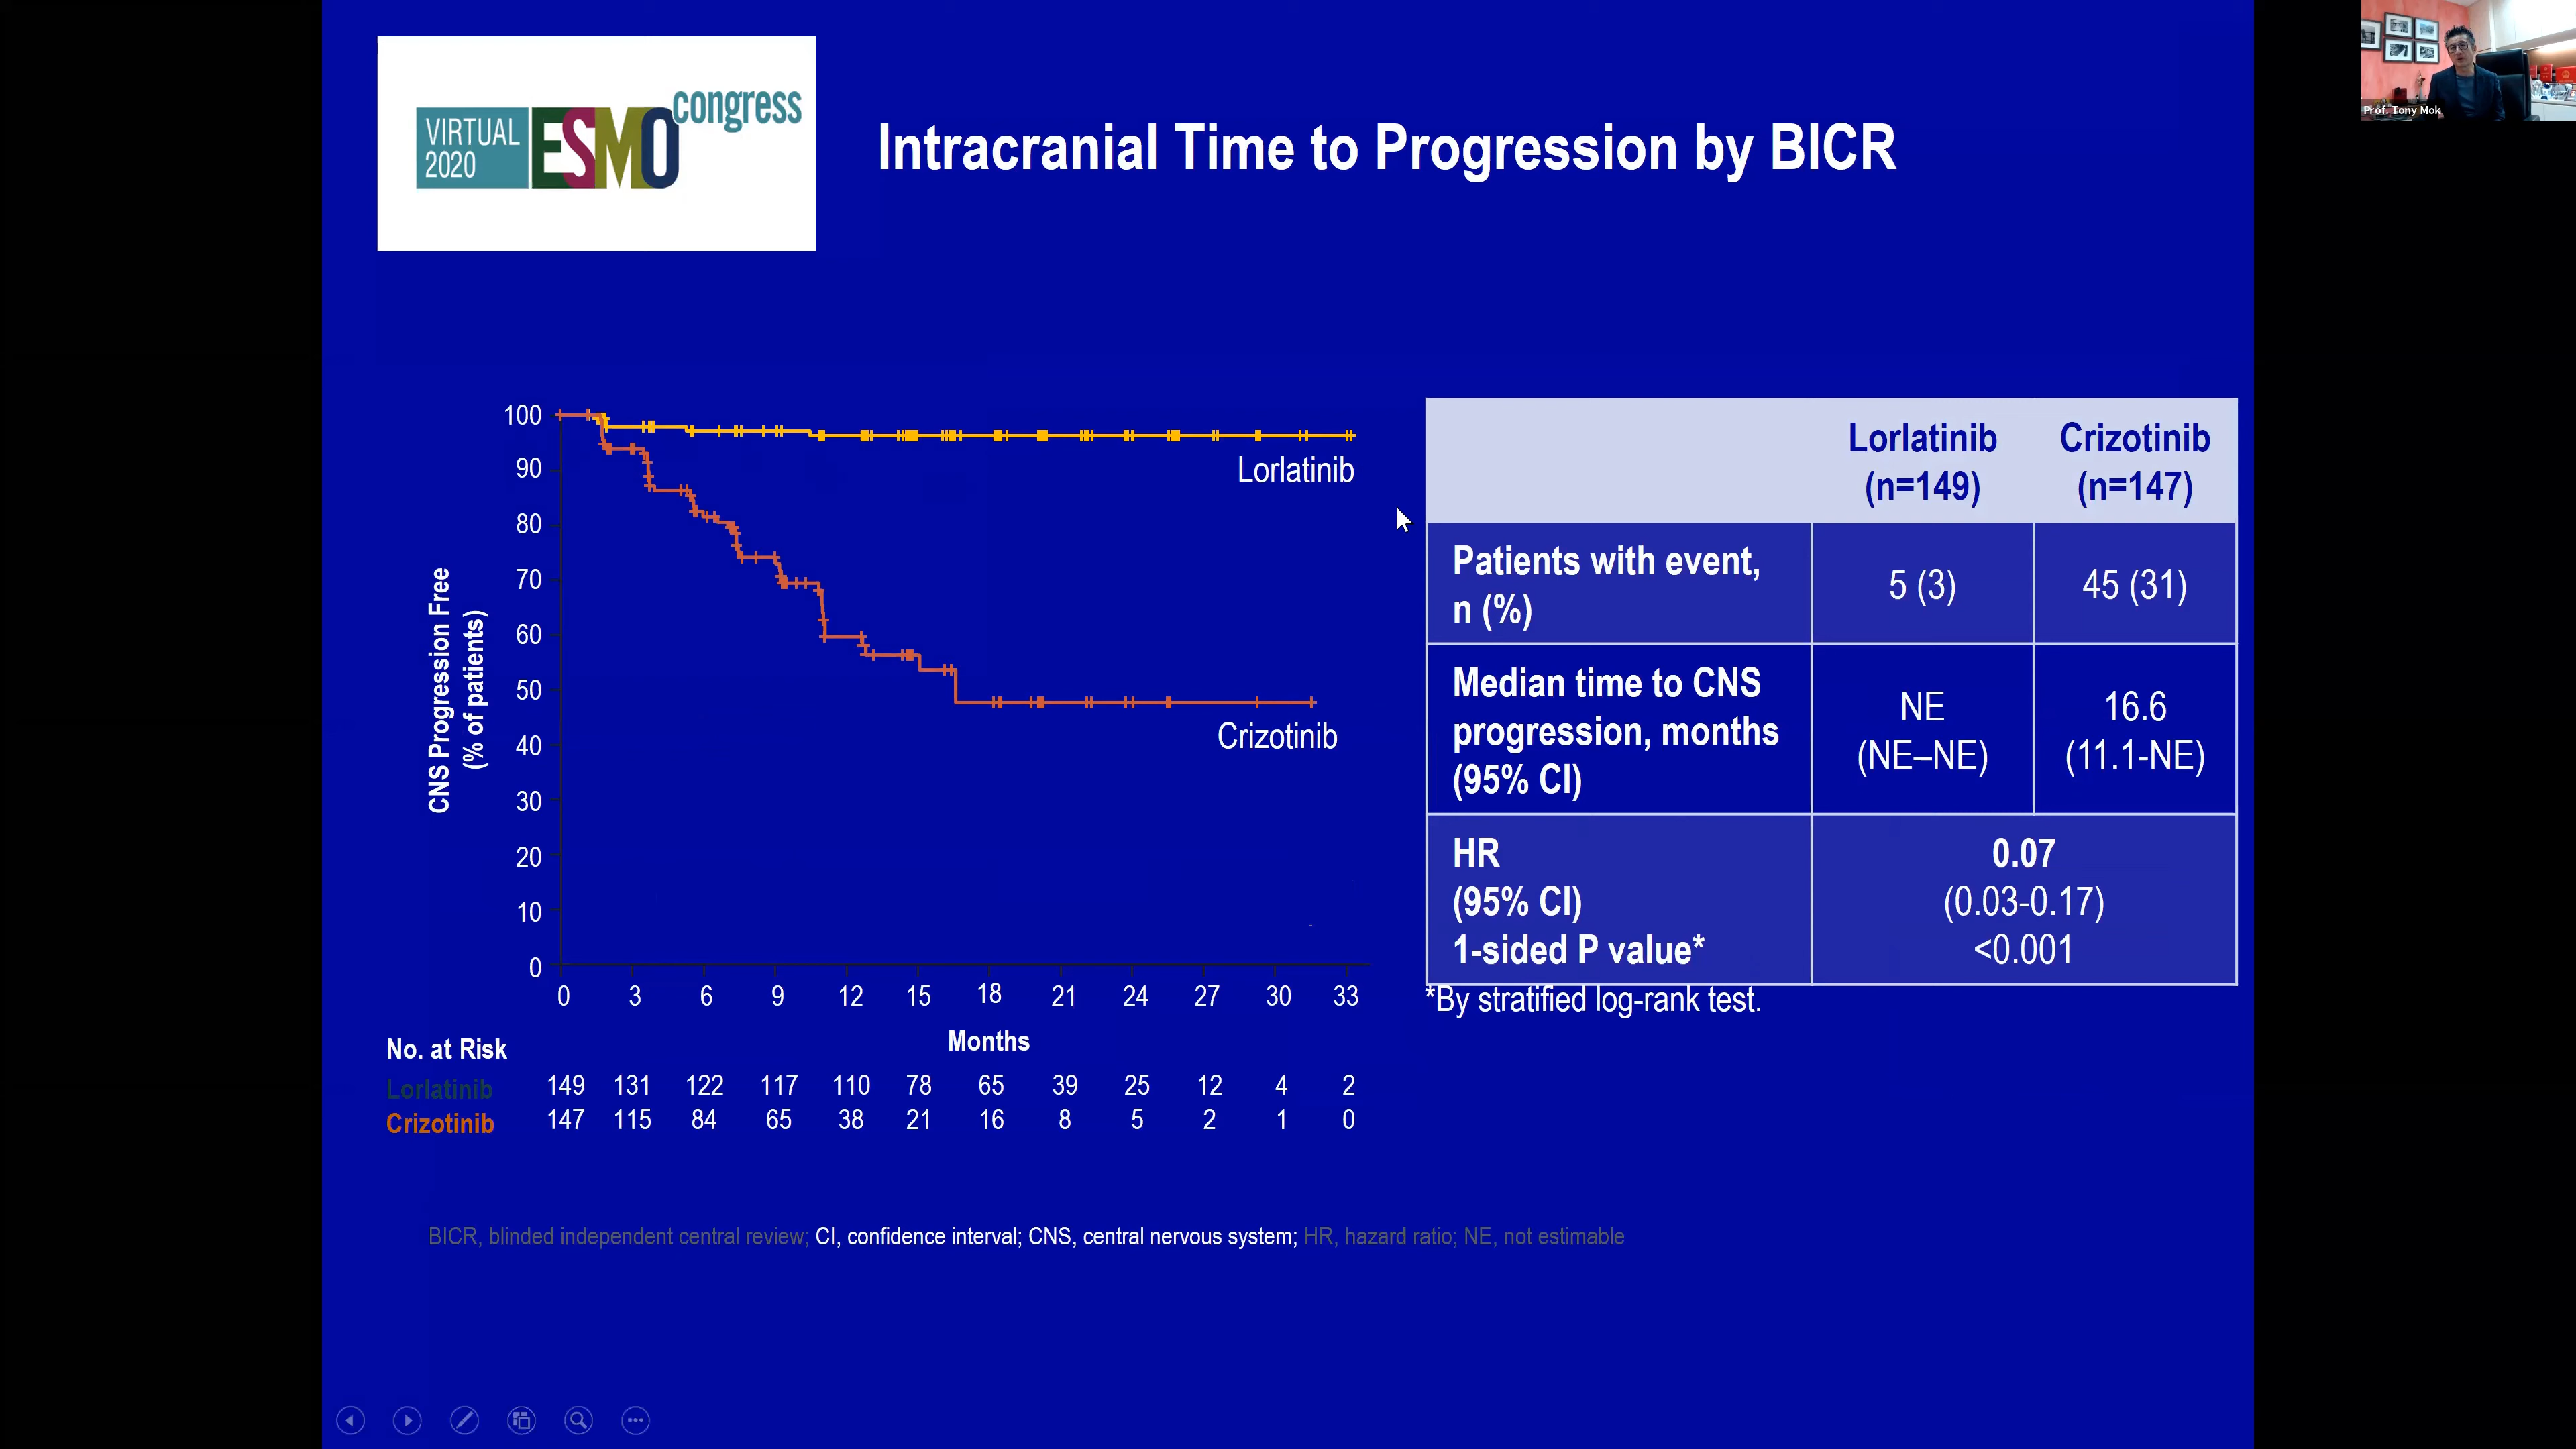 VIRTUAL
2020
ESMO
congress
Intracranial Time to Progression by BICR
Prof. Tony Mok
CNS Progression Free
(% of patients)
100
90
80
70
60
50
40
30
20
10
0
Lorlatinib
Crizotinib
0 3 6 9 12 15 18 21 24 27 30 33
Months
No. at Risk
Lorlatinib 149 131 122 117 110 78 65 39 25 12 4 2
Crizotinib 147 115 84 65 38 21 16 8 5 2 1 0
Lorlatinib Crizotinib
(n=149) (n=147)
Patients with event,
n (%)
5 (3) 45 (31)
Median time to CNS
progression, months
(95% CI)
NE
(NE–NE)
16.6
(11.1-NE)
HR
(95% CI)
1-sided P value*
0.07
(0.03-0.17)
<0.001
*By stratified log-rank test.
BICR, blinded independent central review; CI, confidence interval; CNS, central nervous system; HR, hazard ratio; NE, not estimable